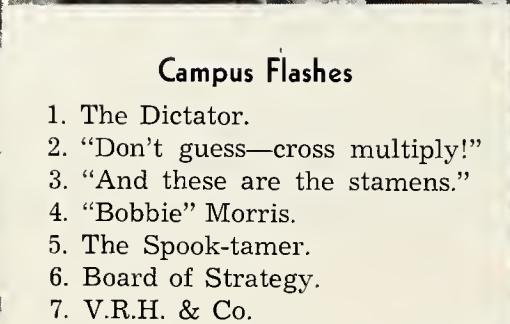 Campus Flashes
1. The Dictator.
2. “Don't guess—cross multiply!”
3. “And these are the stamens.”
4. “Bobbie” Morris.
5. The Spook-tamer.
6. Board of Strategy.
7. V.R.H. & Co.